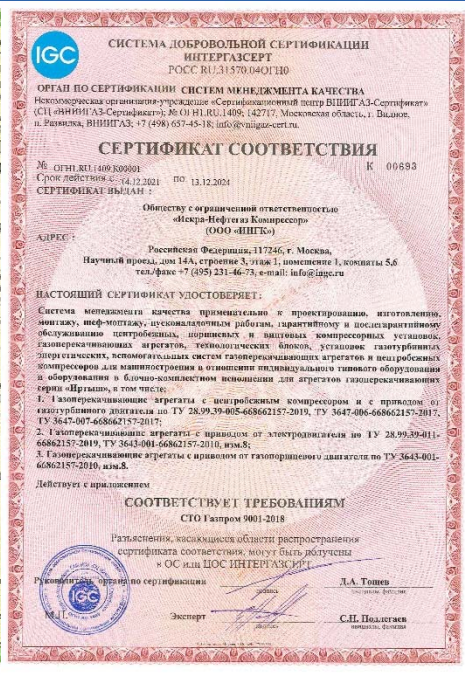 IGC
СИСТЕМА ДОБРОВОЛЬНОЙ СЕРТИФИКАЦИИ
ИНТЕРГАЗСЕРТ
РОСС RU.31570.04ОГН0
ОРГАН ПО СЕРТИФИКАЦИИ СИСТЕМ МЕНЕДЖМЕНТА КАЧЕСТВА
Некоммерческая организация-учреждение «Сертификационный центр ВНИИГАЗ-Сертификат»
(СЦ «ВНИИГАЗ-Сертификат»); № ОГН1.RU.1409; 142717, Московская область, г. Видное,
п. Развилка, ВНИИГАЗ; +7 (498) 657-45-18; info@vniigaz-cert.ru.
СЕРТИФИКАТ СООТВЕТСТВИЯ
№ ОГН1.RU.1409.К00001
К 00693
Срок действия с 14.12.2021 по 13.12.2024
СЕРТИФИКАТ ВЫДАН :
Обществу с ограниченной ответственностью
«Искра-Нефтегаз Компрессор»
(ООО «ИНГК»)
АДРЕС :
Российская Федерация, 117246, г. Москва,
Научный проезд, дом 14А, строение 3, этаж 1, помещение 1, комнаты 5,6
тел./факс +7 (495) 231-46-73, e-mail: info@ingc.ru
НАСТОЯЩИЙ СЕРТИФИКАТ УДОСТОВЕРЯЕТ:
Система менеджмента качества применительно к проектированию, изготовлению,
монтажу, шеф-монтажу, пусконаладочным работам, гарантийному и послегарантийному
обслуживанию центробежных, поршневых и винтовых компрессорных установок,
газоперекачивающих агрегатов, технологических блоков, установок газотурбинных
энергетических, вспомогательных систем газоперекачивающих агрегатов и центробежных
компрессоров для машиностроения в отношении индивидуального типового оборудования
и оборудования в блочно-комплектном исполнении для агрегатов газоперекачивающих
серии «Иртыш», в том числе:
1. Газоперекачивающие агрегаты с центробежным компрессором и с приводом от
газотурбинного двигателя по ТУ 28.99.39-005-668662157-2019, ТУ 3647-006-668662157-2017,
ТУ 3647-007-668662157-2017;
2. Газоперекачивающие агрегаты с приводом от электродвигателя по ТУ 28.99.39-011-
66862157-2019, ТУ 3643-001-66862157-2010, изм.8;
3. Газоперекачивающие агрегаты с приводом от газопоршневого двигателя по ТУ 3643-001-
66862157-2010, изм.8.
Действует с приложением
СООТВЕТСТВУЕТ ТРЕБОВАНИЯМ
СТО Газпром 9001-2018
Разъяснения, касающиеся области распространения
сертификата соответствия, могут быть получены
в ОС или ЦОС ИНТЕРГАЗСЕРТ.
Руководитель органа по сертификации
Д.А. Тощев
подпись
инициалы, фамилия
М.П.
IGC
Эксперт
С.Н. Подлегаев
подпись
инициалы, фамилия